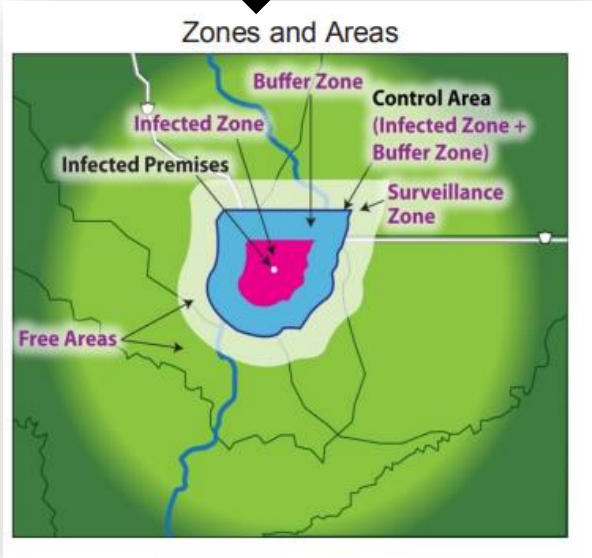 Zones and Areas
Buffer Zone
Control Area
(Infected Zone +
Buffer Zone)
Infected Zone
Infected Premises
Surveillance
Zone
Free Areas